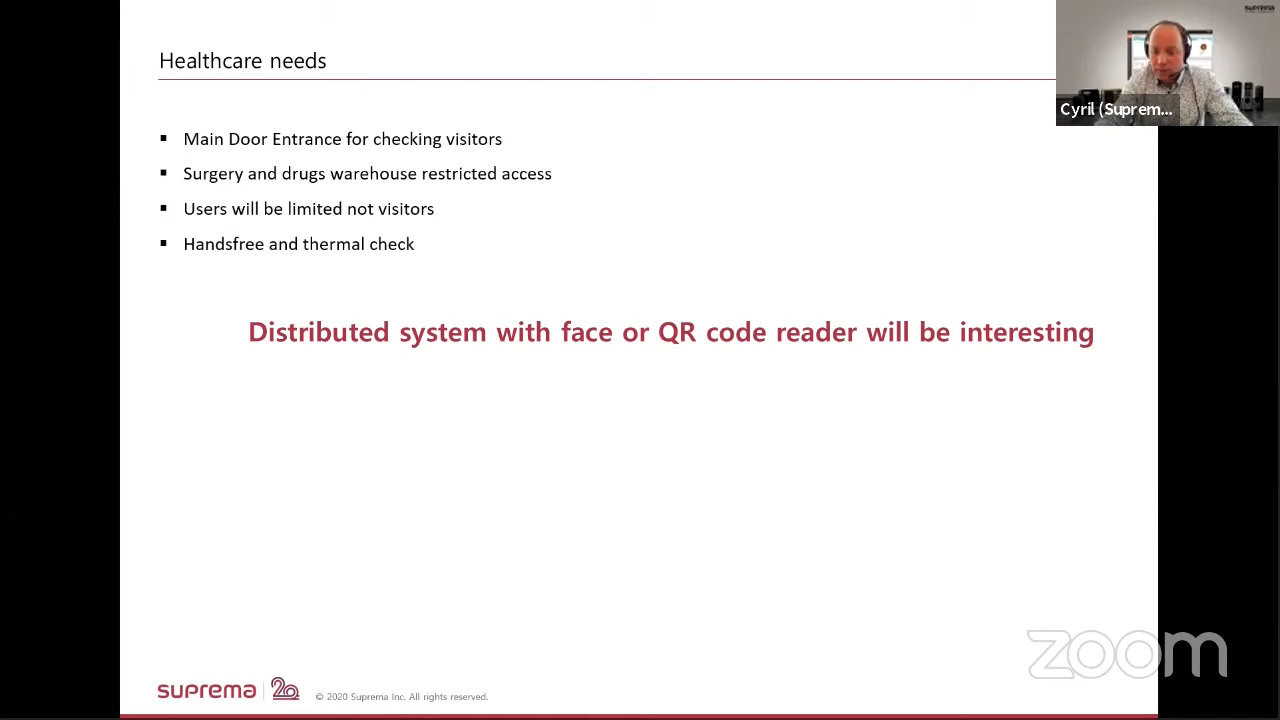 Healthcare needs
suprema
Cyril (Suprem...
▪ Main Door Entrance for checking visitors
▪ Surgery and drugs warehouse restricted access
▪ Users will be limited not visitors
▪ Handsfree and thermal check
Distributed system with face or QR code reader will be interesting
zoom
suprema 20 © 2020 Suprema Inc. All rights reserved.